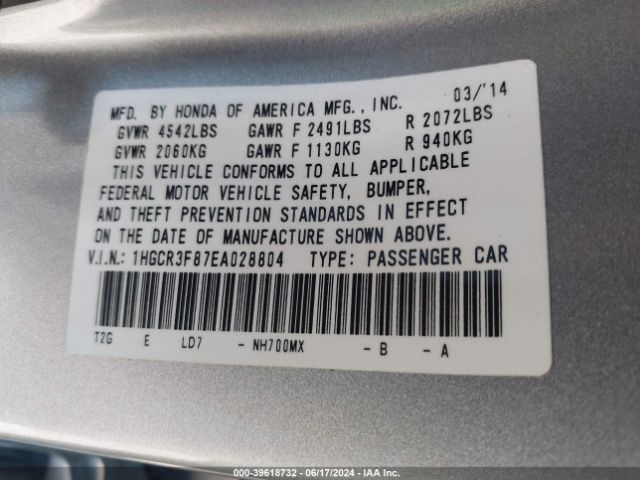 MFD. BY HONDA OF AMERICA MFG., INC. 03/'14
GVWR 4542LBS GAWR F 2491LBS R 2072LBS
GVWR 2060KG GAWR F 1130KG R 940KG
THIS VEHICLE CONFORMS TO ALL APPLICABLE
FEDERAL MOTOR VEHICLE SAFETY, BUMPER,
AND THEFT PREVENTION STANDARDS IN EFFECT
ON THE DATE OF MANUFACTURE SHOWN ABOVE.
V.I.N.: 1HGCR3F87EA028804 TYPE: PASSENGER CAR
T2G E LD7 - NH700MX - B - A
000-39618732 - 06/17/2024 - IAAI.COM